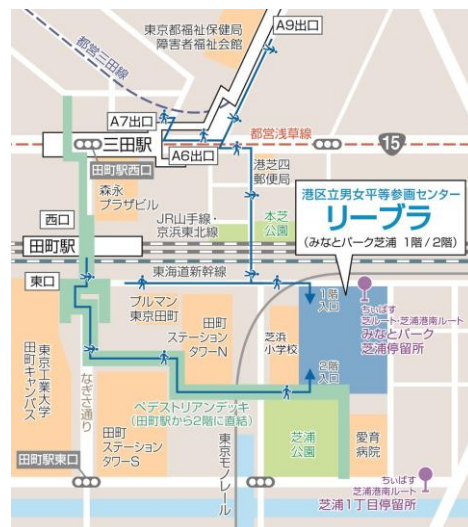 東京都福祉保健局
障害者福祉会館
A9出口
都営三田線
A7出口
三田駅
都営浅草線
15
田町駅西口
A6出口
港芝四
郵便局
森永
プラザビル
港区立男女平等参画センター
リーブラ
(みなとパーク芝浦 1階/2階)
西口
JR山手線・
京浜東北線
本芝
公園
田町駅
東海道新幹線
東口
1階
入口
ちぃばす
芝ルート・芝浦港南ルート
みなとパーク
芝浦停留所
プルマン
東京田町
田町
ステーション
タワーN
芝浜
小学校
2階
入口
東京工業大学
田町キャンパス
なぎさ通り
ペデストリアンデッキ
(田町駅から2階に直結)
田町
ステーション
タワーS
東京モノレール
芝浦
公園
愛育
病院
田町駅東口
ちぃばす
芝浦港南ルート
芝浦1丁目停留所